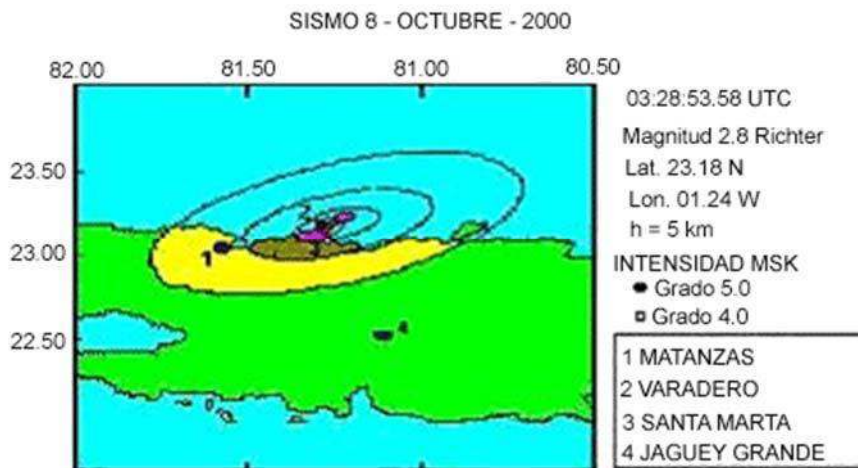 SISMO 8 - OCTUBRE - 2000
82.00 81.50 81.00 80.50
23.50
23.00
22.50
1
2
3
4
03:28:53.58 UTC
Magnitud 2.8 Richter
Lat. 23.18 N
Lon. 01.24 W
h = 5 km
INTENSIDAD MSK
Grado 5.0
Grado 4.0
1 MATANZAS
2 VARADERO
3 SANTA MARTA
4 JAGUEY GRANDE